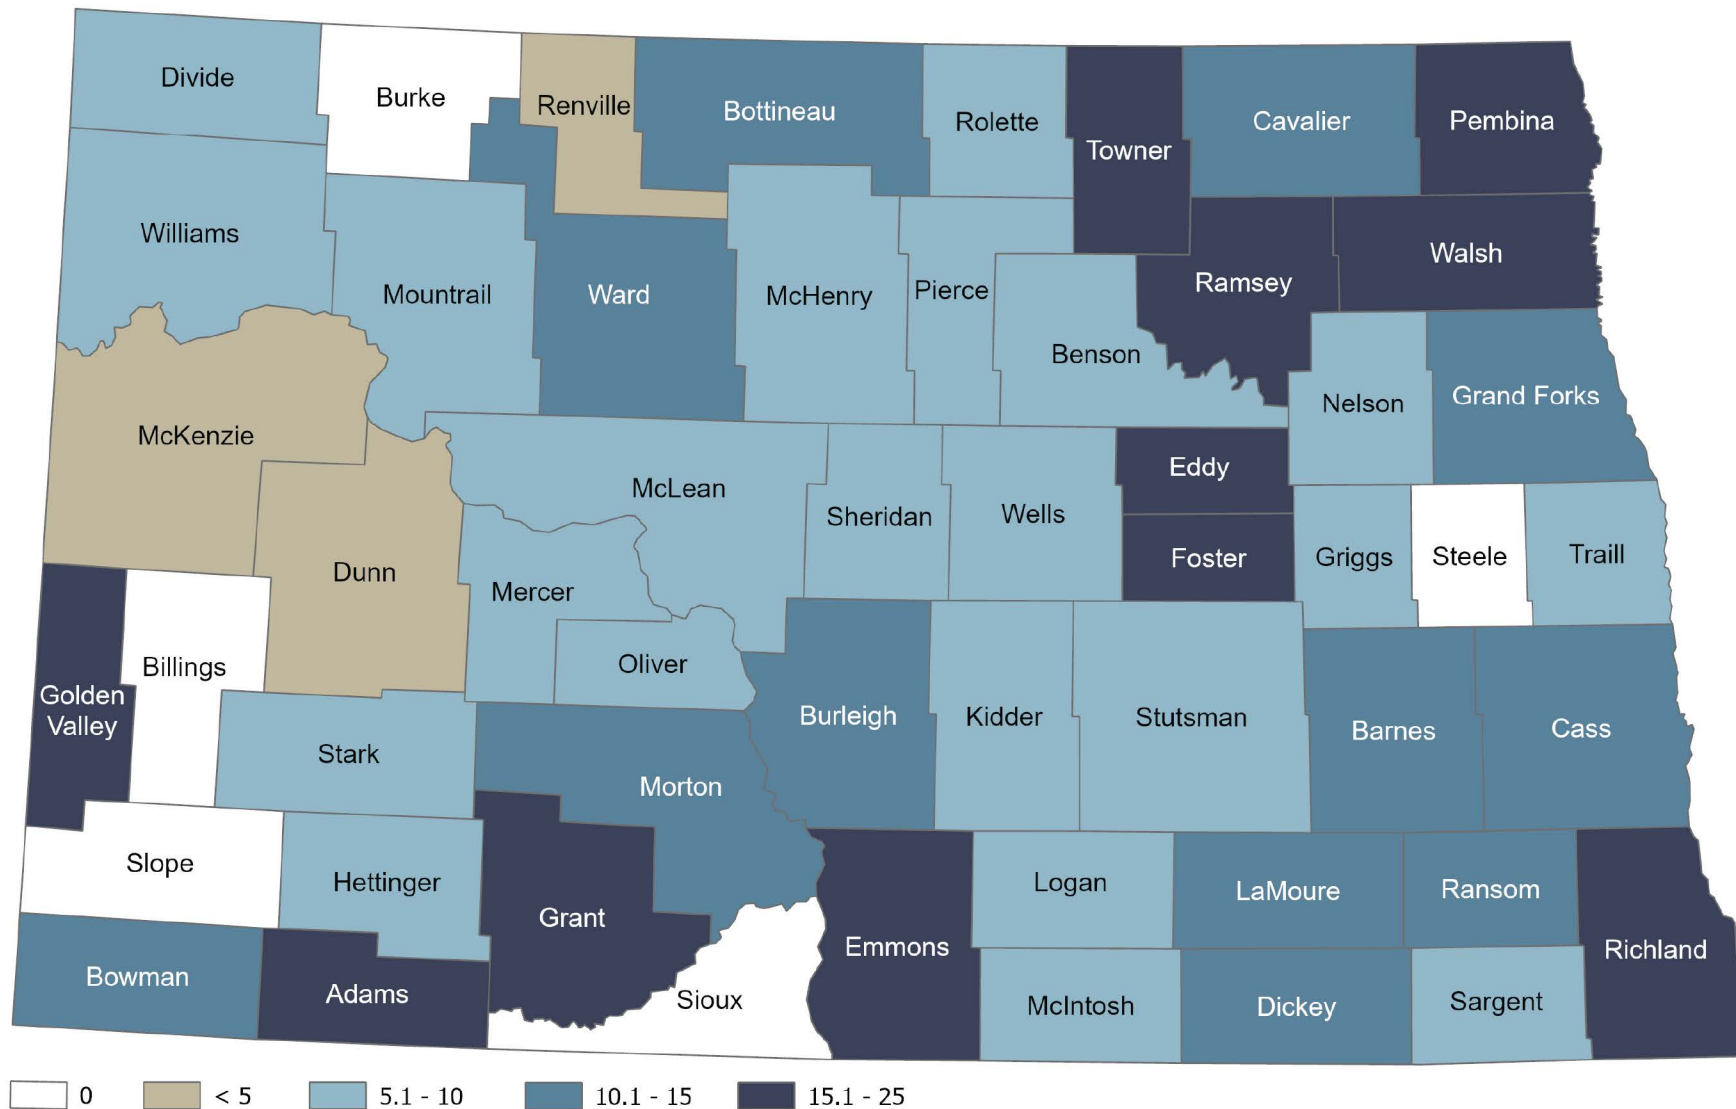 Divide
Burke
Renville
Bottineau
Rolette
Towner
Cavalier
Pembina
Williams
Mountrail
Ward
McHenry
Pierce
Benson
Ramsey
Walsh
McKenzie
Nelson
Grand Forks
Dunn
McLean
Sheridan
Wells
Eddy
Foster
Griggs
Steele
Traill
Mercer
Oliver
Golden
Valley
Billings
Stark
Morton
Burleigh
Kidder
Stutsman
Barnes
Cass
Slope
Hettinger
Grant
Emmons
Logan
LaMoure
Ransom
Richland
Bowman
Adams
Sioux
McIntosh
Dickey
Sargent
0 < 5 5.1 - 10 10.1 - 15 15.1 - 25